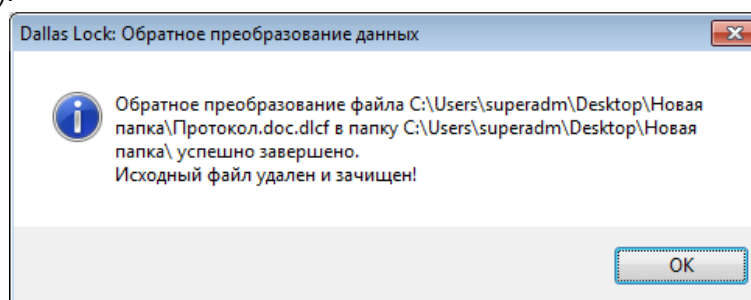 ).
Dallas Lock: Обратное преобразование данных
Обратное преобразование файла C:\Users\superadm\Desktop\Новая
папка\Протокол.doc.dlcf в папку C:\Users\superadm\Desktop\Новая
папка\ успешно завершено.
Исходный файл удален и зачищен!
OK